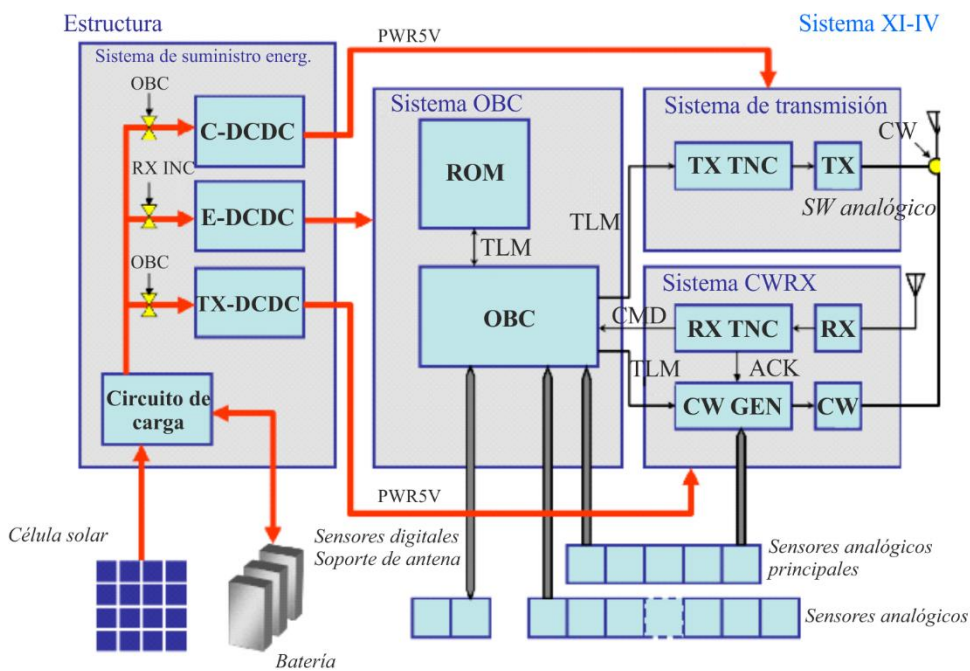 Estructura
Sistema XI-IV
PWR5V
Sistema de suministro energ.
OBC
C-DCDC
RX INC
E-DCDC
OBC
TX-DCDC
Circuito de
carga
Sistema OBC
ROM
TLM
OBC
TLM
Sistema de transmisión
CW
TX TNC
TX
SW analógico
Sistema CWRX
CMD
RX TNC
RX
TLM
ACK
CW GEN
CW
PWR5V
Célula solar
Batería
Sensores digitales
Soporte de antena
Sensores analógicos
principales
Sensores analógicos